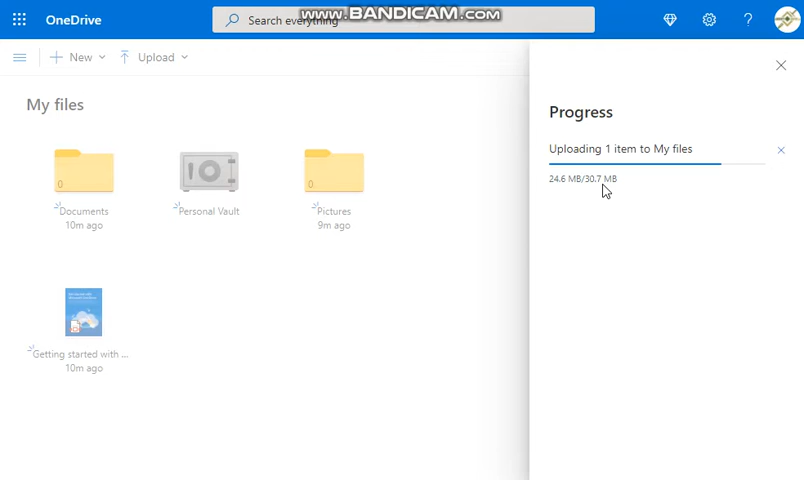 OneDrive
Search everything
www.BANDICAM.com
New
Upload
My files
0
Documents
10m ago
Personal Vault
0
Pictures
9m ago
Getting started with ...
10m ago
Progress
Uploading 1 item to My files
24.6 MB/30.7 MB